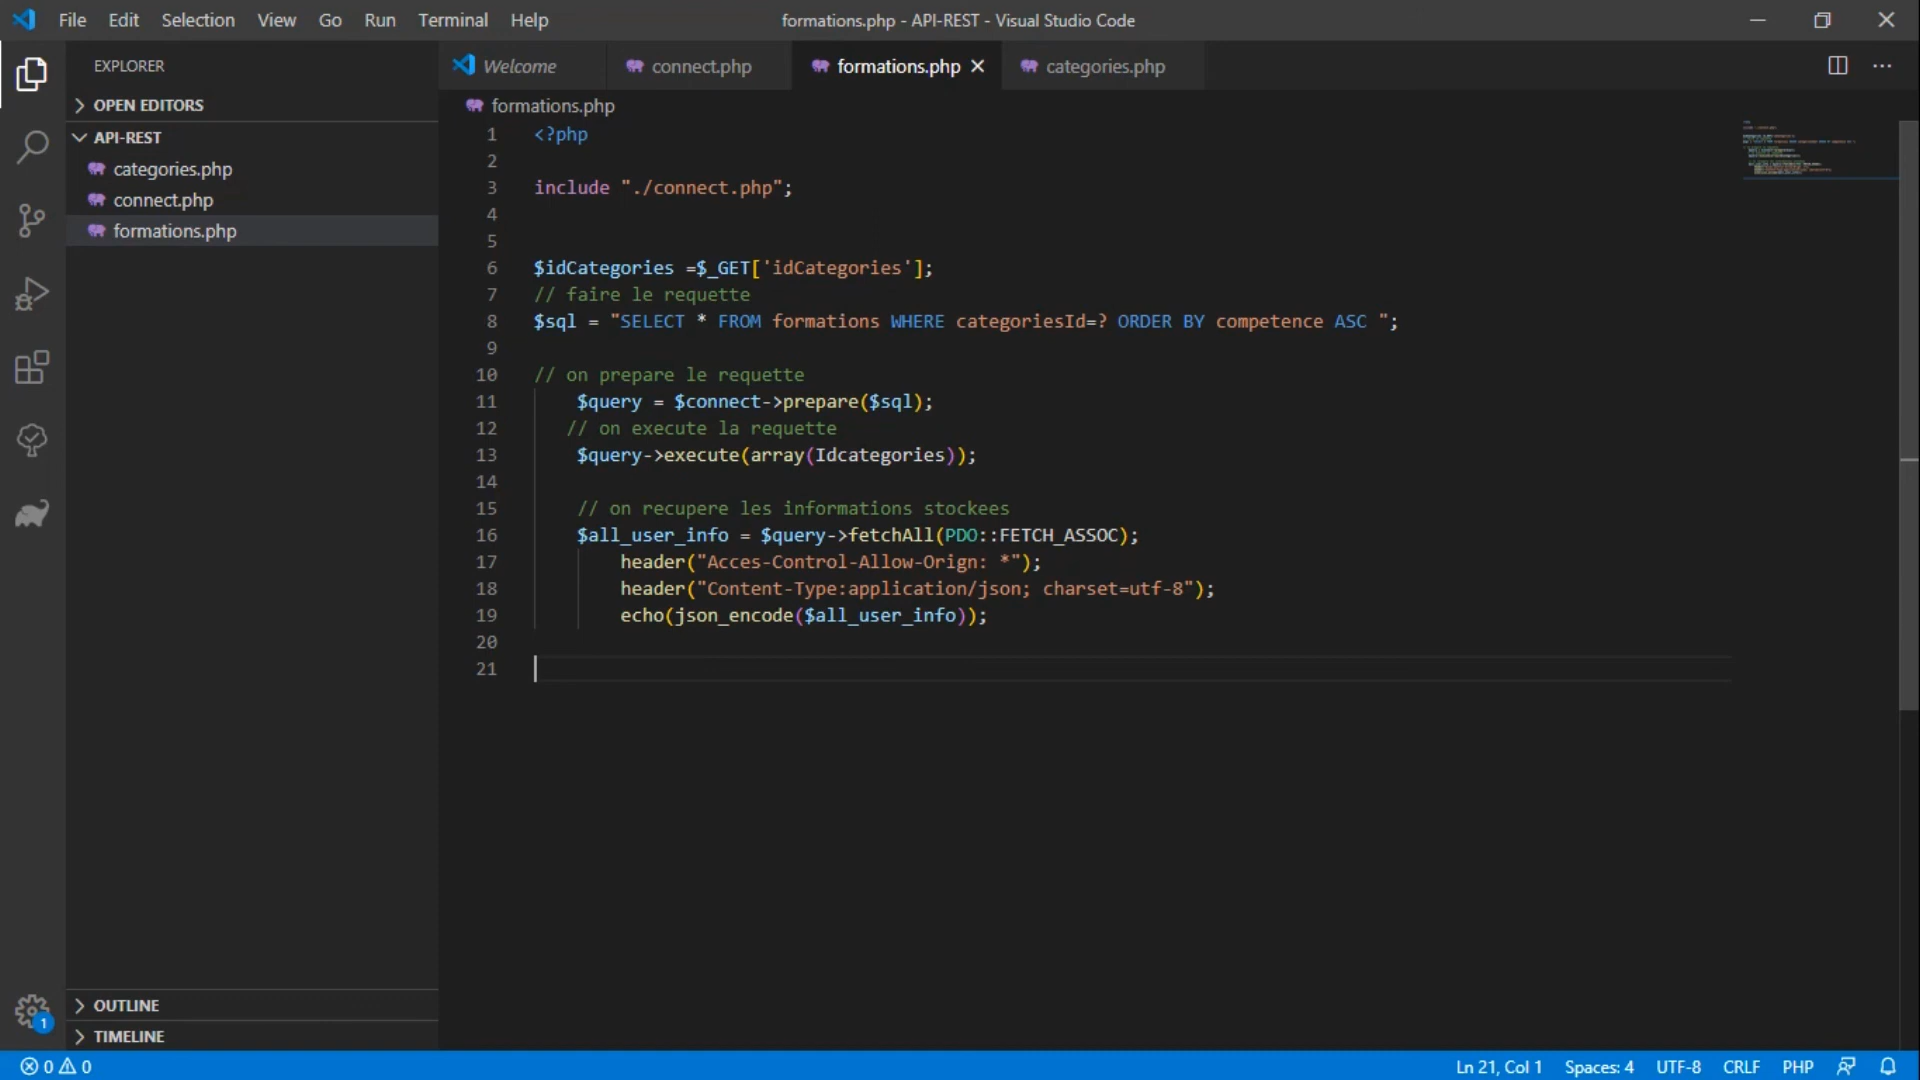 File Edit Selection View Go Run Terminal Help
formations.php - API-REST - Visual Studio Code
EXPLORER
OPEN EDITORS
API-REST
categories.php
connect.php
formations.php
OUTLINE
TIMELINE
Welcome connect.php formations.php categories.php
formations.php
1 <?php
2
3 include "./connect.php";
4
5
6 $idCategories =$_GET['idCategories'];
7 // faire le requette
8 $sql = "SELECT * FROM formations WHERE categoriesId=? ORDER BY competence ASC ";
9
10 // on prepare le requette
11 $query = $connect->prepare($sql);
12 // on execute la requette
13 $query->execute(array(Idcategories));
14
15 // on recupere les informations stockees
16 $all_user_info = $query->fetchAll(PDO::FETCH_ASSOC);
17 header("Acces-Control-Allow-Orign: *");
18 header("Content-Type:application/json; charset=utf-8");
19 echo(json_encode($all_user_info));
20
21
1
0 0
Ln 21, Col 1 Spaces: 4 UTF-8 CRLF PHP